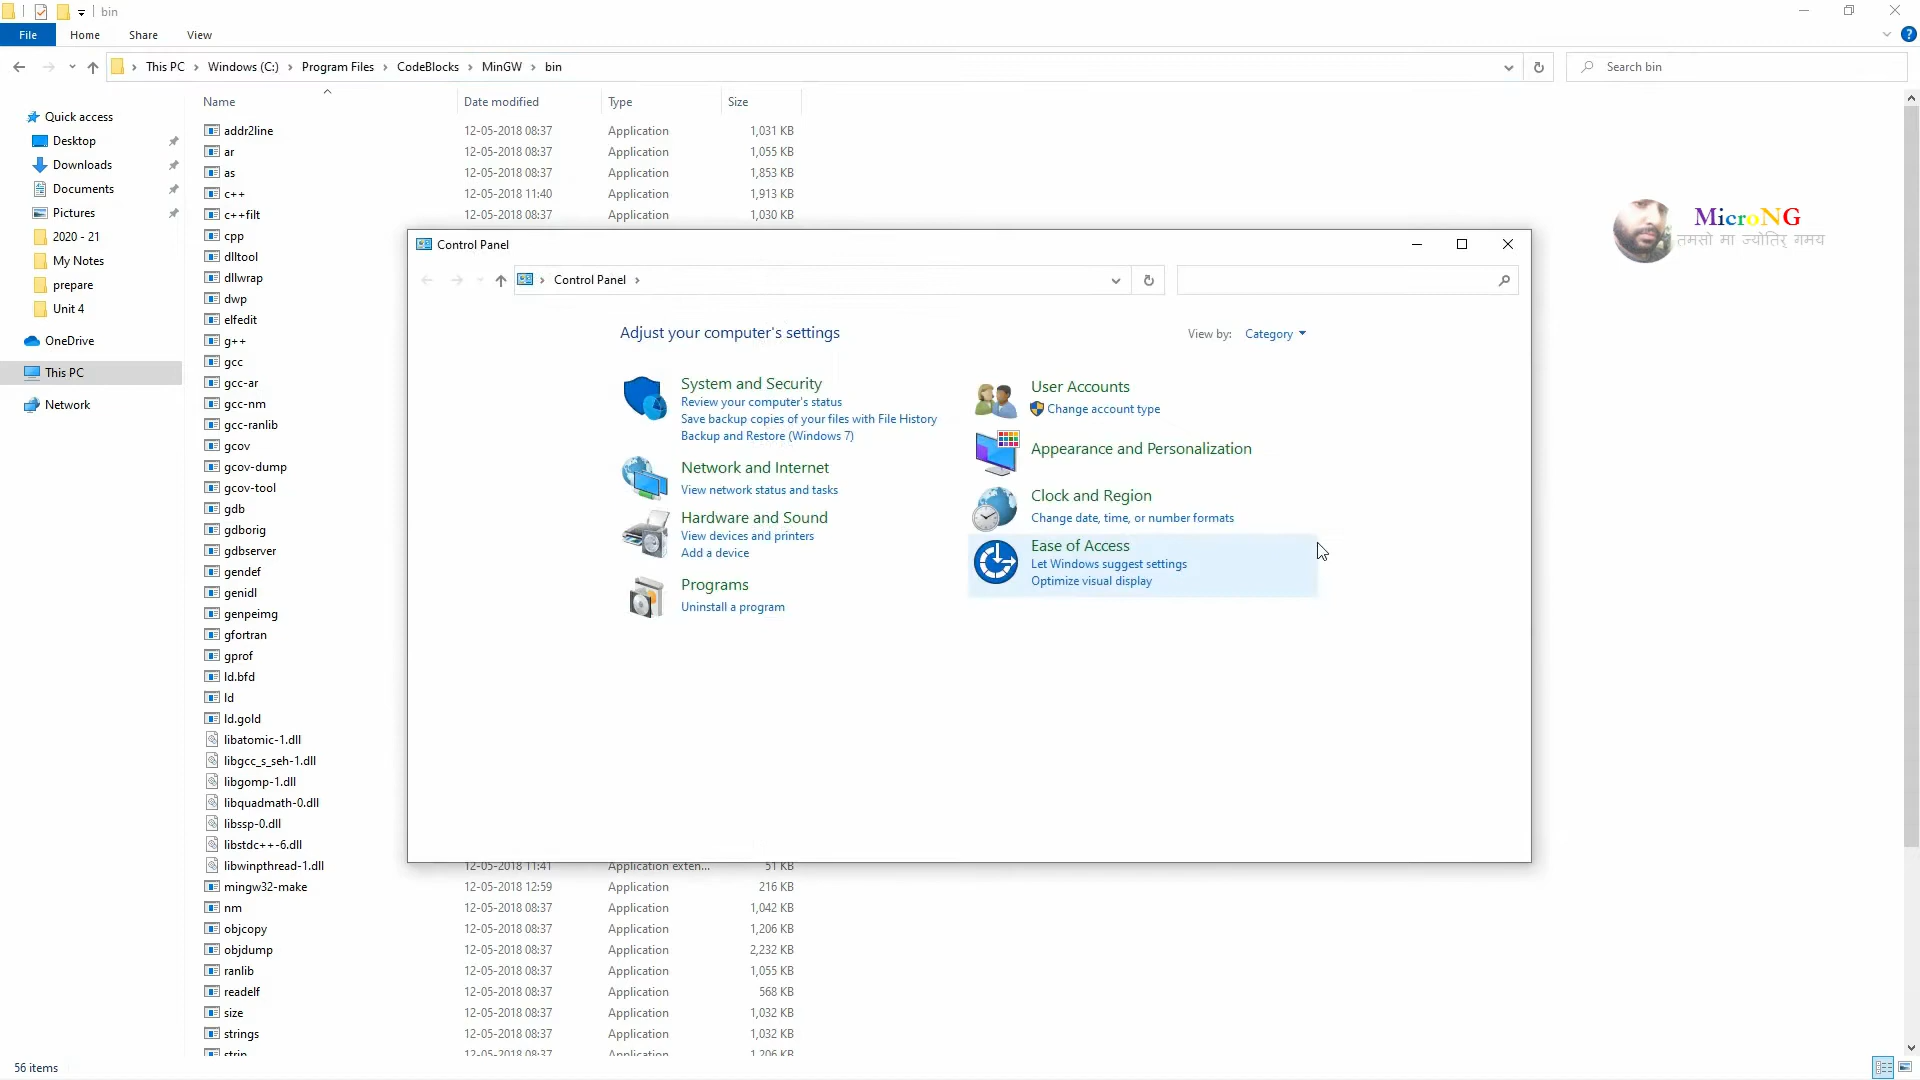 bin
File
Home
Share
View
This PC
Windows (C:)
Program Files
CodeBlocks
MinGW
bin
Search bin
Quick access
Desktop
Downloads
Documents
Pictures
2020 - 21
My Notes
prepare
Unit 4
OneDrive
This PC
Network
Name Date modified Type Size
addr2line 12-05-2018 08:37 Application 1,031 KB
ar 12-05-2018 08:37 Application 1,055 KB
as 12-05-2018 08:37 Application 1,853 KB
c++ 12-05-2018 11:40 Application 1,913 KB
c++filt 12-05-2018 08:37 Application 1,030 KB
cpp
dlltool
dllwrap
dwp
elfedit
g++
gcc
gcc-ar
gcc-nm
gcc-ranlib
gcov
gcov-dump
gcov-tool
gdb
gdborig
gdbserver
gendef
genidl
genpeimg
gfortran
gprof
ld.bfd
ld
ld.gold
libatomic-1.dll
libgcc_s_seh-1.dll
libgomp-1.dll
libquadmath-0.dll
libssp-0.dll
libstdc++-6.dll
libwinpthread-1.dll 12-05-2018 11:41 Application exten... 51 KB
mingw32-make 12-05-2018 12:59 Application 216 KB
nm 12-05-2018 08:37 Application 1,042 KB
objcopy 12-05-2018 08:37 Application 1,206 KB
objdump 12-05-2018 08:37 Application 2,232 KB
ranlib 12-05-2018 08:37 Application 1,055 KB
readelf 12-05-2018 08:37 Application 568 KB
size 12-05-2018 08:37 Application 1,032 KB
strings 12-05-2018 08:37 Application 1,032 KB
strip 12-05-2018 08:37 Application 1,206 KB
56 items
Control Panel
Control Panel
Adjust your computer's settings
View by: Category
System and Security
Review your computer's status
Save backup copies of your files with File History
Backup and Restore (Windows 7)
Network and Internet
View network status and tasks
Hardware and Sound
View devices and printers
Add a device
Programs
Uninstall a program
User Accounts
Change account type
Appearance and Personalization
Clock and Region
Change date, time, or number formats
Ease of Access
Let Windows suggest settings
Optimize visual display
MicroNG
तमसो मा ज्योतिर् गमय